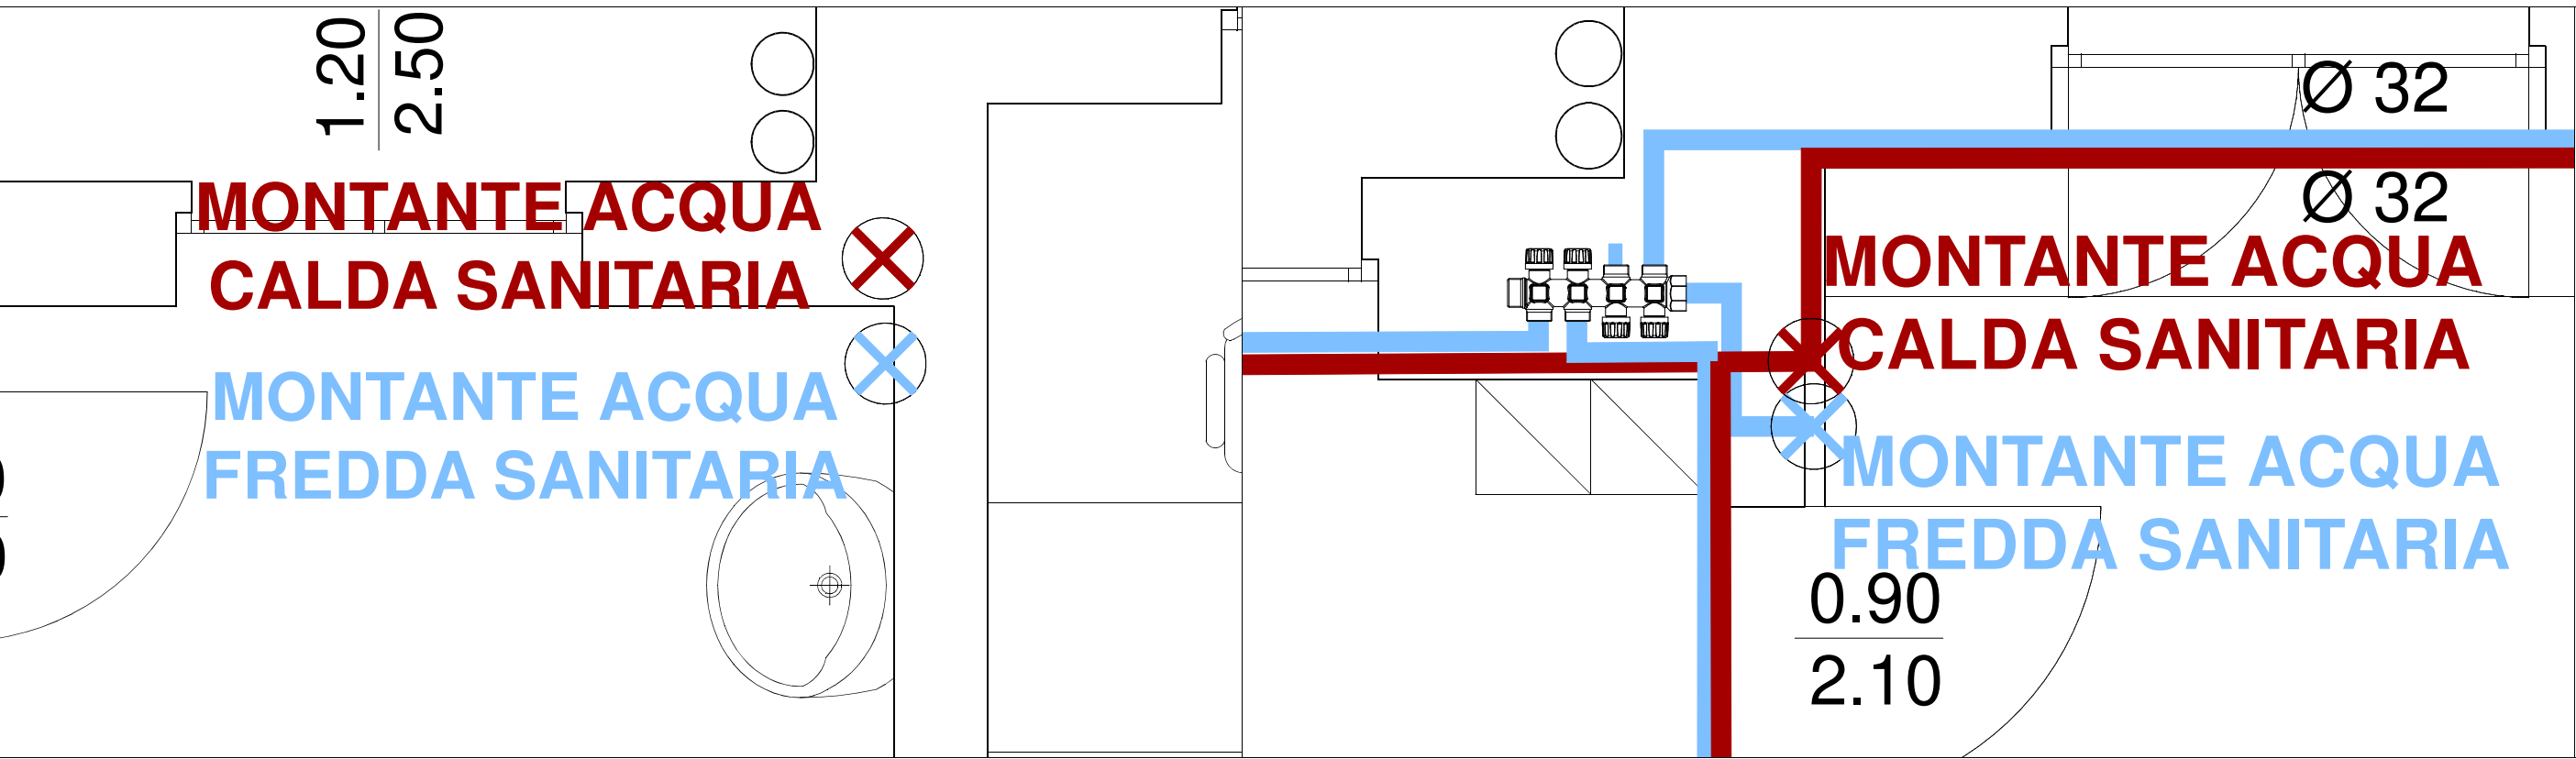 1.20
2.50
MONTANTE ACQUA
CALDA SANITARIA
MONTANTE ACQUA
FREDDA SANITARIA
Ø 32
Ø 32
MONTANTE ACQUA
CALDA SANITARIA
MONTANTE ACQUA
FREDDA SANITARIA
0.90
2.10